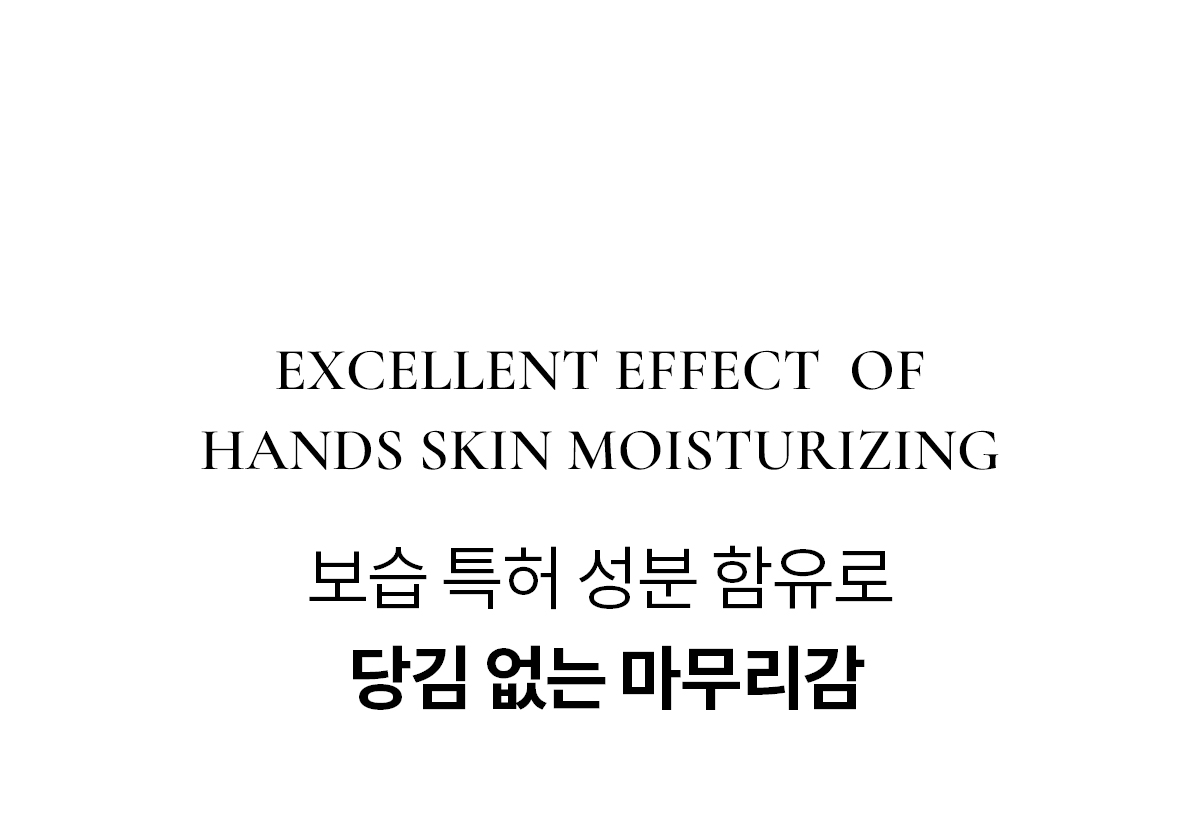 EXCELLENT EFFECT OF
HANDS SKIN MOISTURIZING
보습 특허 성분 함유로
당김 없는 마무리감